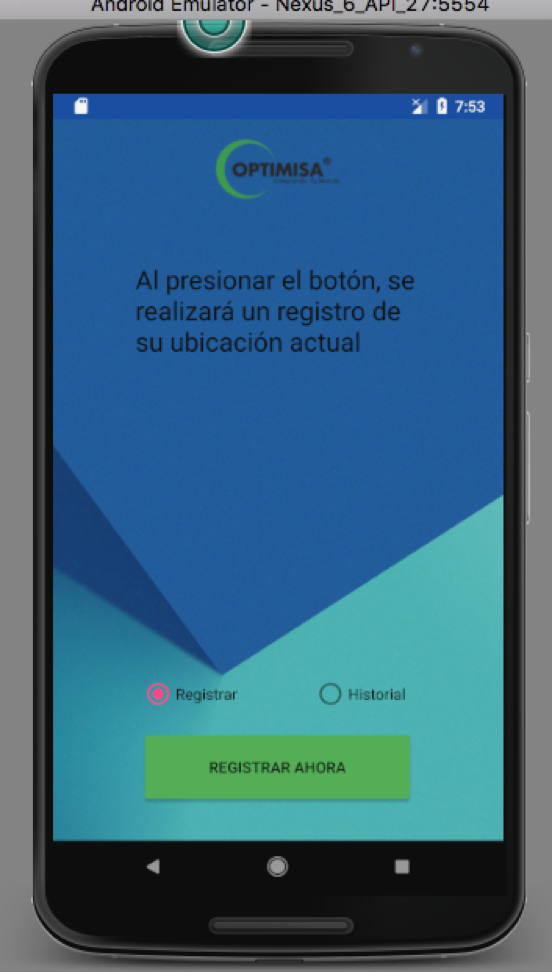 Android Emulator - Nexus_6_API_27:5554
7:53
OPTIMISA®
Al presionar el botón, se
realizará un registro de
su ubicación actual
Registrar
Historial
REGISTRAR AHORA